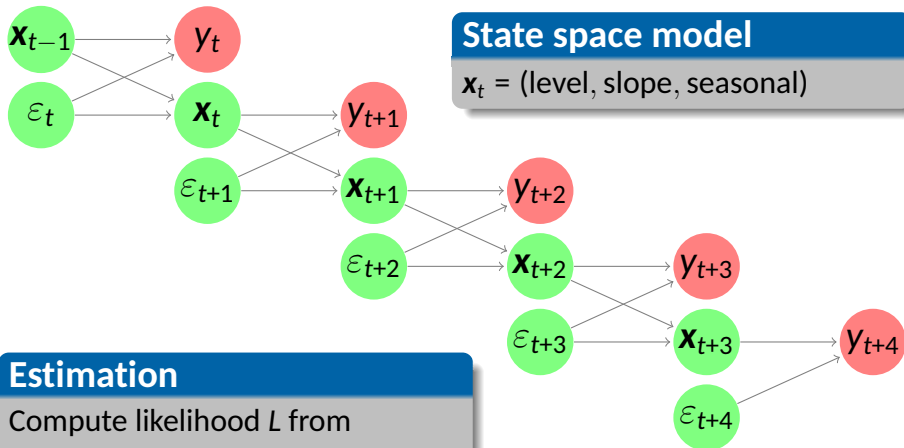 xₜ₋₁
yₜ
State space model
xₜ = (level, slope, seasonal)
εₜ
xₜ
yₜ₊₁
εₜ₊₁
xₜ₊₁
yₜ₊₂
εₜ₊₂
xₜ₊₂
yₜ₊₃
εₜ₊₃
xₜ₊₃
yₜ₊₄
Estimation
Compute likelihood L from
εₜ₊₄